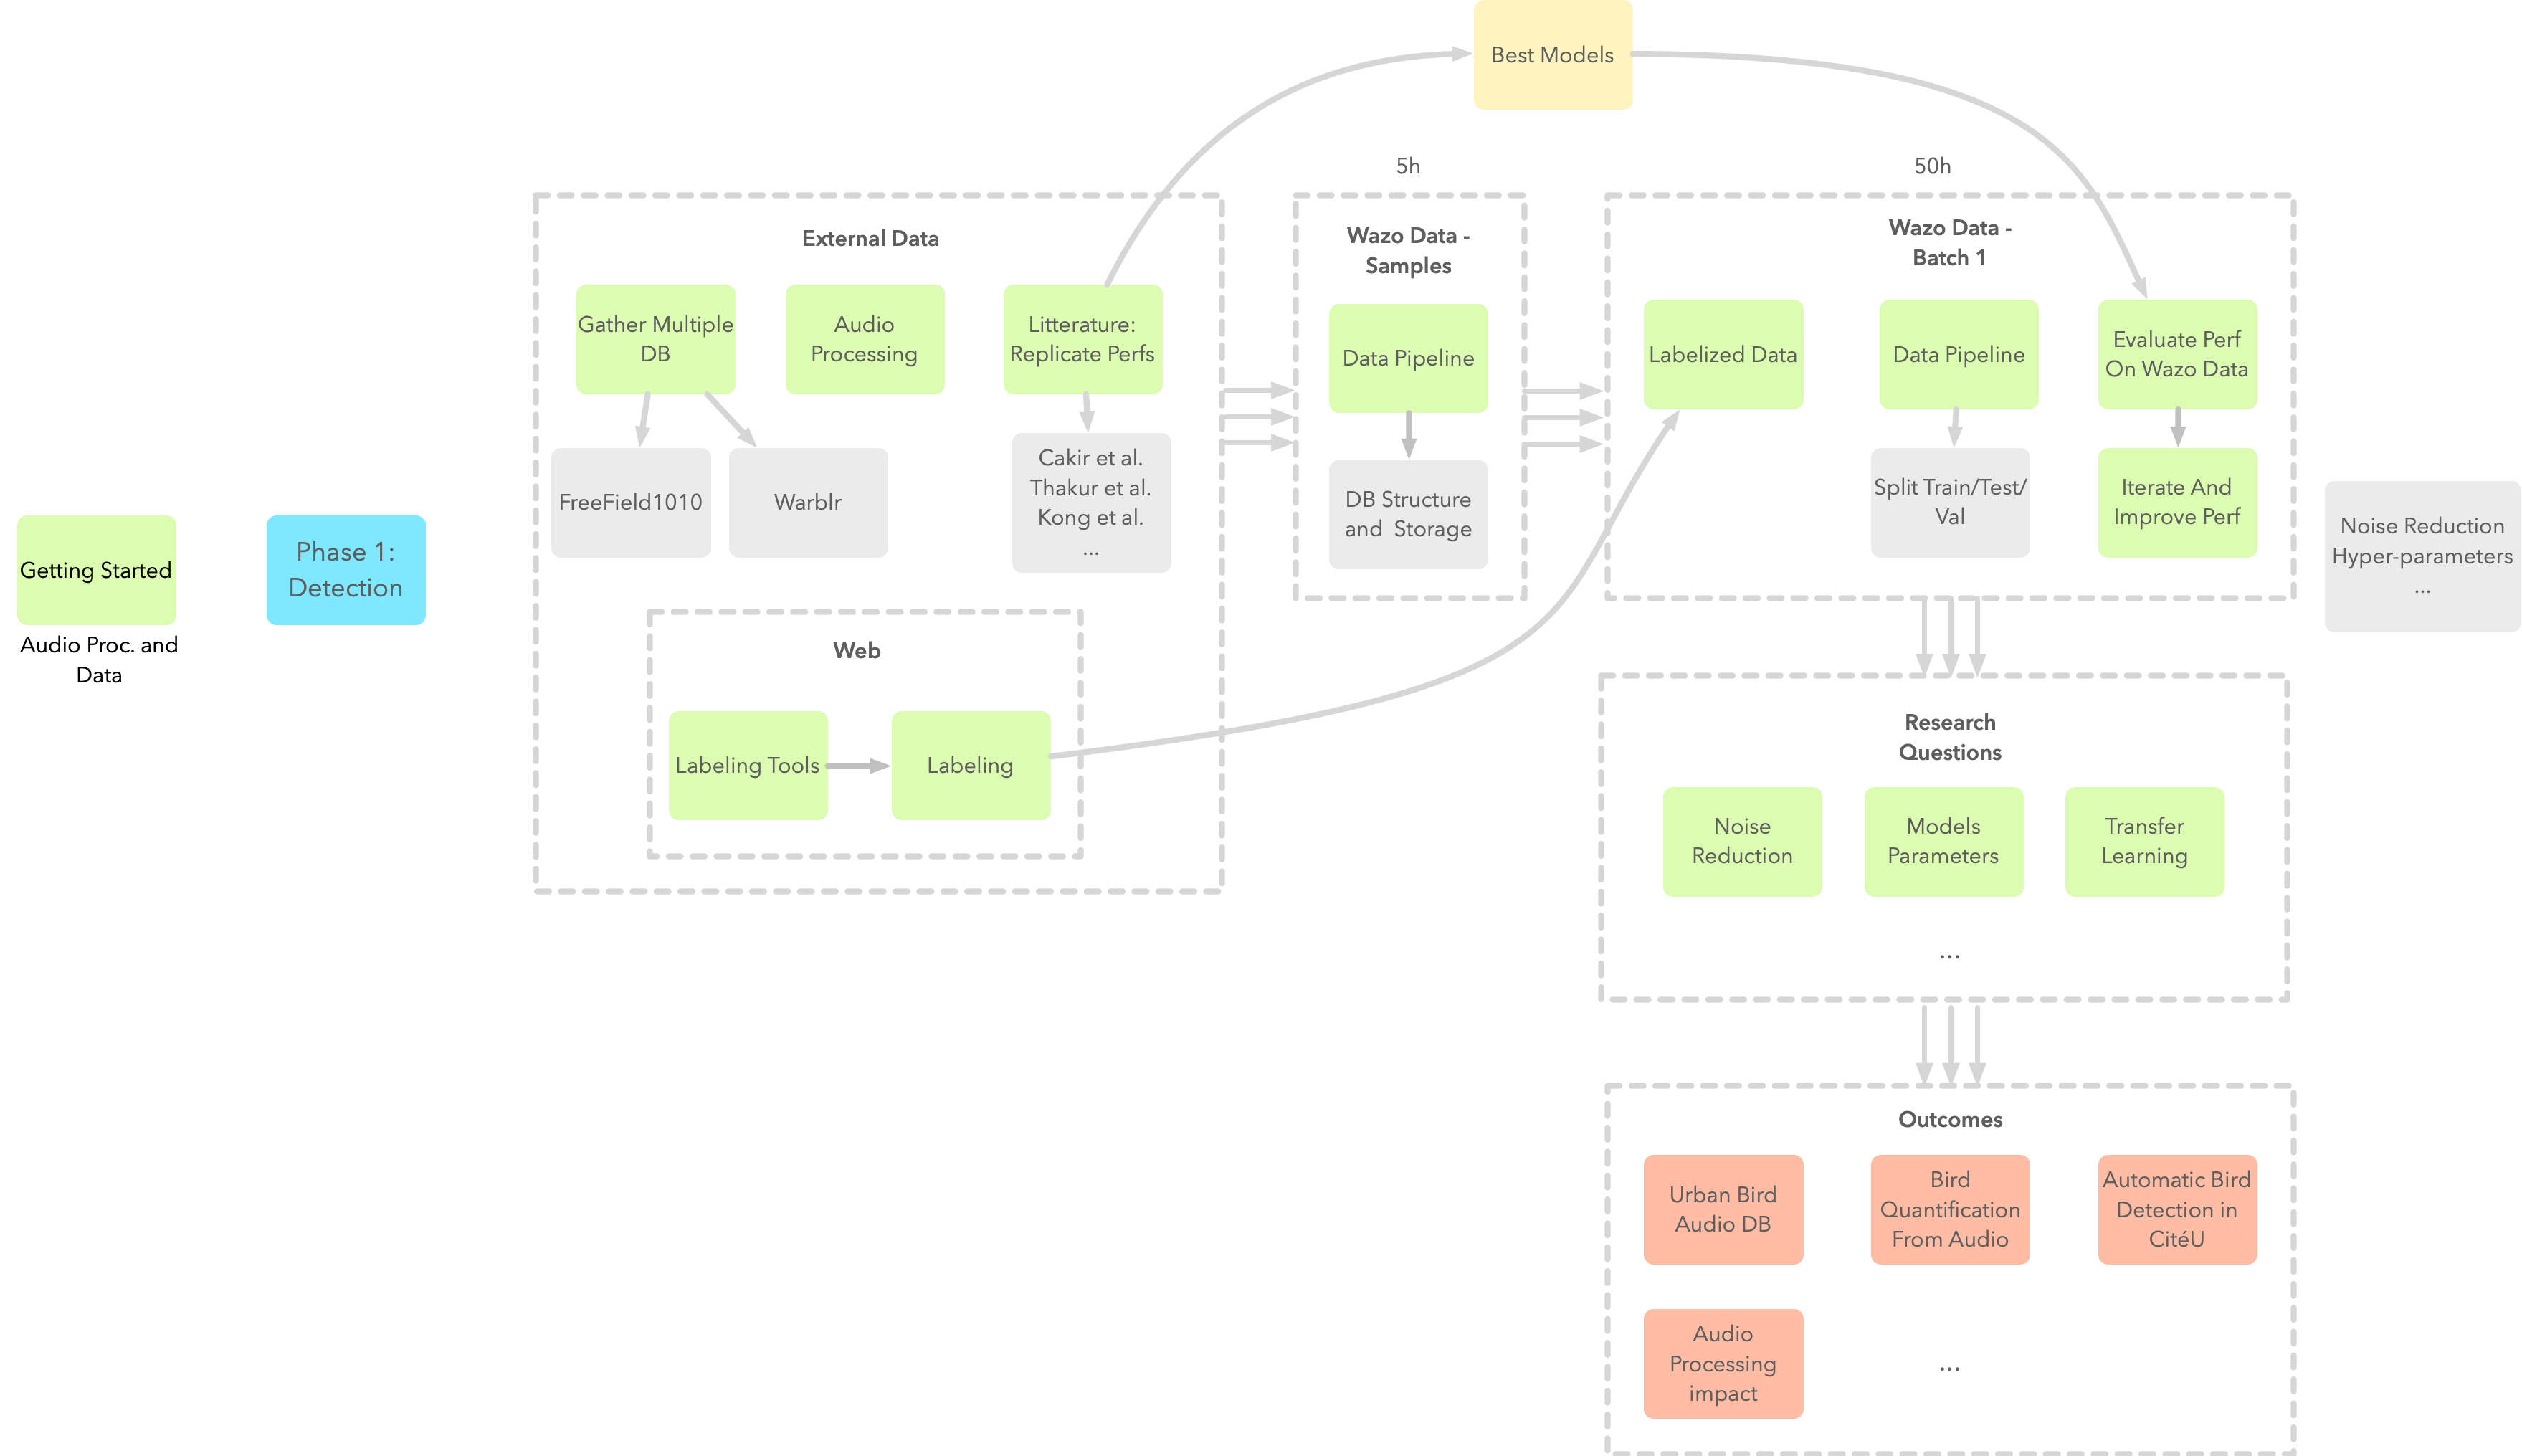 Best Models
5h
50h
External Data
Gather Multiple
DB
Audio
Processing
Litterature:
Replicate Perfs
FreeField1010
Warblr
Cakir et al.
Thakur et al.
Kong et al.
...
Web
Labeling Tools
Labeling
Wazo Data -
Samples
Data Pipeline
DB Structure
and  Storage
Wazo Data -
Batch 1
Labelized Data
Data Pipeline
Evaluate Perf
On Wazo Data
Split Train/Test/
Val
Iterate And
Improve Perf
Noise Reduction
Hyper-parameters
...
Getting Started
Audio Proc. and
Data
Phase 1:
Detection
Research
Questions
Noise
Reduction
Models
Parameters
Transfer
Learning
...
Outcomes
Urban Bird
Audio DB
Bird
Quantification
From Audio
Automatic Bird
Detection in
CitéU
Audio
Processing
impact
...